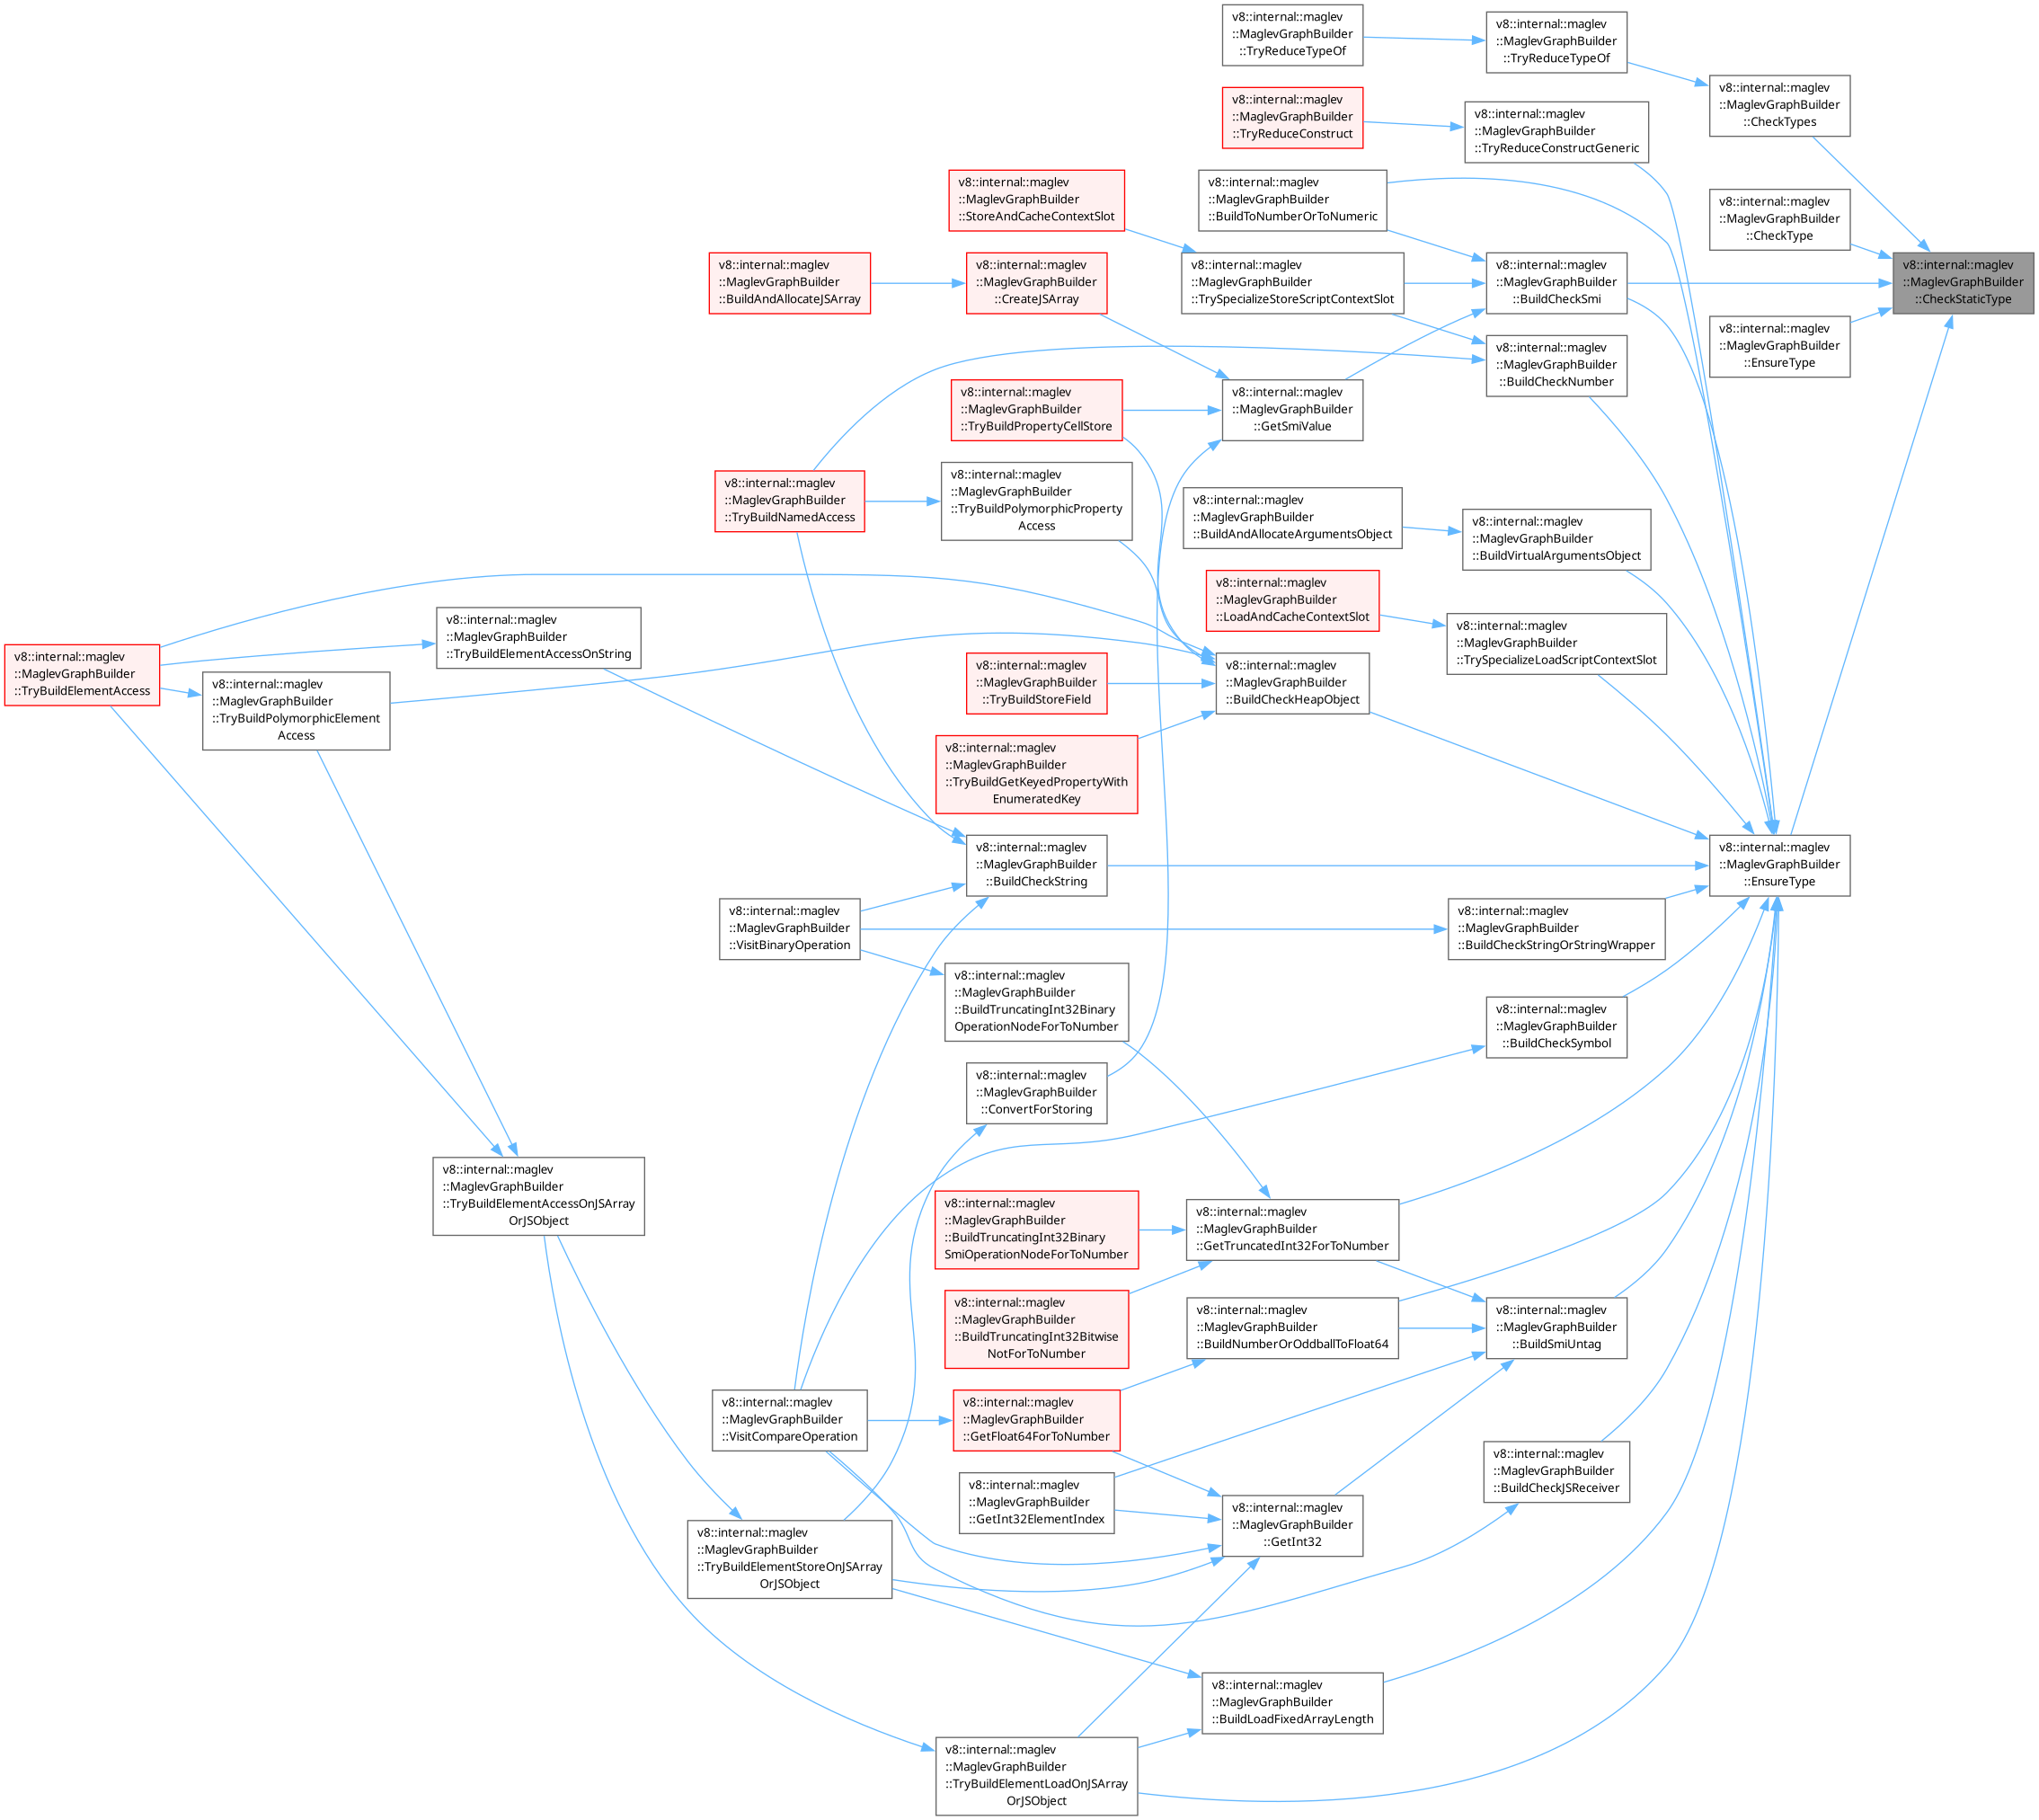 v8::internal::maglev
::MaglevGraphBuilder
::TryReduceTypeOf
v8::internal::maglev
::MaglevGraphBuilder
::TryReduceTypeOf
v8::internal::maglev
::MaglevGraphBuilder
::CheckTypes
v8::internal::maglev
::MaglevGraphBuilder
::TryReduceConstruct
v8::internal::maglev
::MaglevGraphBuilder
::TryReduceConstructGeneric
v8::internal::maglev
::MaglevGraphBuilder
::StoreAndCacheContextSlot
v8::internal::maglev
::MaglevGraphBuilder
::BuildToNumberOrToNumeric
v8::internal::maglev
::MaglevGraphBuilder
::CheckType
v8::internal::maglev
::MaglevGraphBuilder
::BuildAndAllocateJSArray
v8::internal::maglev
::MaglevGraphBuilder
::CreateJSArray
v8::internal::maglev
::MaglevGraphBuilder
::TrySpecializeStoreScriptContextSlot
v8::internal::maglev
::MaglevGraphBuilder
::BuildCheckSmi
v8::internal::maglev
::MaglevGraphBuilder
::CheckStaticType
v8::internal::maglev
::MaglevGraphBuilder
::EnsureType
v8::internal::maglev
::MaglevGraphBuilder
::BuildCheckNumber
v8::internal::maglev
::MaglevGraphBuilder
::TryBuildPropertyCellStore
v8::internal::maglev
::MaglevGraphBuilder
::GetSmiValue
v8::internal::maglev
::MaglevGraphBuilder
::TryBuildNamedAccess
v8::internal::maglev
::MaglevGraphBuilder
::TryBuildPolymorphicProperty
Access
v8::internal::maglev
::MaglevGraphBuilder
::BuildAndAllocateArgumentsObject
v8::internal::maglev
::MaglevGraphBuilder
::BuildVirtualArgumentsObject
v8::internal::maglev
::MaglevGraphBuilder
::LoadAndCacheContextSlot
v8::internal::maglev
::MaglevGraphBuilder
::TrySpecializeLoadScriptContextSlot
v8::internal::maglev
::MaglevGraphBuilder
::TryBuildElementAccessOnString
v8::internal::maglev
::MaglevGraphBuilder
::TryBuildElementAccess
v8::internal::maglev
::MaglevGraphBuilder
::TryBuildPolymorphicElement
Access
v8::internal::maglev
::MaglevGraphBuilder
::TryBuildStoreField
v8::internal::maglev
::MaglevGraphBuilder
::BuildCheckHeapObject
v8::internal::maglev
::MaglevGraphBuilder
::TryBuildGetKeyedPropertyWith
EnumeratedKey
v8::internal::maglev
::MaglevGraphBuilder
::BuildCheckString
v8::internal::maglev
::MaglevGraphBuilder
::EnsureType
v8::internal::maglev
::MaglevGraphBuilder
::VisitBinaryOperation
v8::internal::maglev
::MaglevGraphBuilder
::BuildCheckStringOrStringWrapper
v8::internal::maglev
::MaglevGraphBuilder
::BuildTruncatingInt32Binary
OperationNodeForToNumber
v8::internal::maglev
::MaglevGraphBuilder
::BuildCheckSymbol
v8::internal::maglev
::MaglevGraphBuilder
::ConvertForStoring
v8::internal::maglev
::MaglevGraphBuilder
::TryBuildElementAccessOnJSArray
OrJSObject
v8::internal::maglev
::MaglevGraphBuilder
::BuildTruncatingInt32Binary
SmiOperationNodeForToNumber
v8::internal::maglev
::MaglevGraphBuilder
::GetTruncatedInt32ForToNumber
v8::internal::maglev
::MaglevGraphBuilder
::BuildTruncatingInt32Bitwise
NotForToNumber
v8::internal::maglev
::MaglevGraphBuilder
::BuildNumberOrOddballToFloat64
v8::internal::maglev
::MaglevGraphBuilder
::BuildSmiUntag
v8::internal::maglev
::MaglevGraphBuilder
::VisitCompareOperation
v8::internal::maglev
::MaglevGraphBuilder
::GetFloat64ForToNumber
v8::internal::maglev
::MaglevGraphBuilder
::BuildCheckJSReceiver
v8::internal::maglev
::MaglevGraphBuilder
::GetInt32ElementIndex
v8::internal::maglev
::MaglevGraphBuilder
::GetInt32
v8::internal::maglev
::MaglevGraphBuilder
::TryBuildElementStoreOnJSArray
OrJSObject
v8::internal::maglev
::MaglevGraphBuilder
::BuildLoadFixedArrayLength
v8::internal::maglev
::MaglevGraphBuilder
::TryBuildElementLoadOnJSArray
OrJSObject